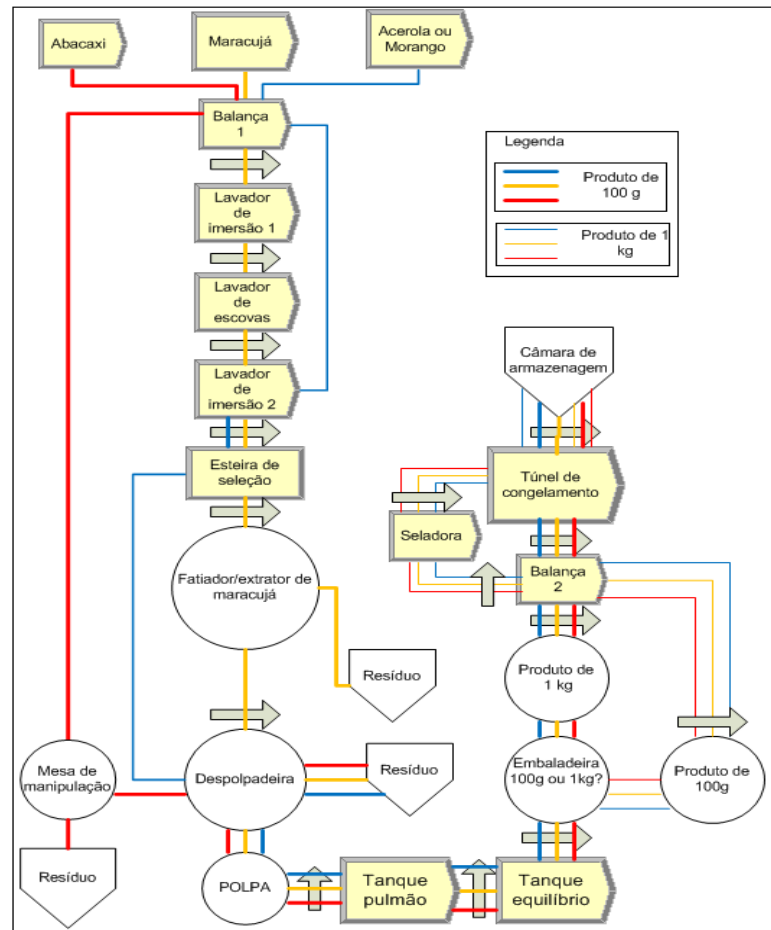 Abacaxi
Maracujá
Acerola ou
Morango
Balança
1
Legenda
Produto de
100 g
Produto de 1
kg
Lavador
de
imersão 1
Lavador
de
escovas
Lavador
de
imersão 2
Câmara de
armazenagem
Esteira de
seleção
Túnel de
congelamento
Seladora
Balança
2
Fatiador/extrator de
maracujá
Resíduo
Produto de
1 kg
Mesa de
manipulação
Despolpadeira
Resíduo
Embaladeira
100g ou 1kg?
Produto de
100g
Resíduo
POLPA
Tanque
pulmão
Tanque
equilíbrio